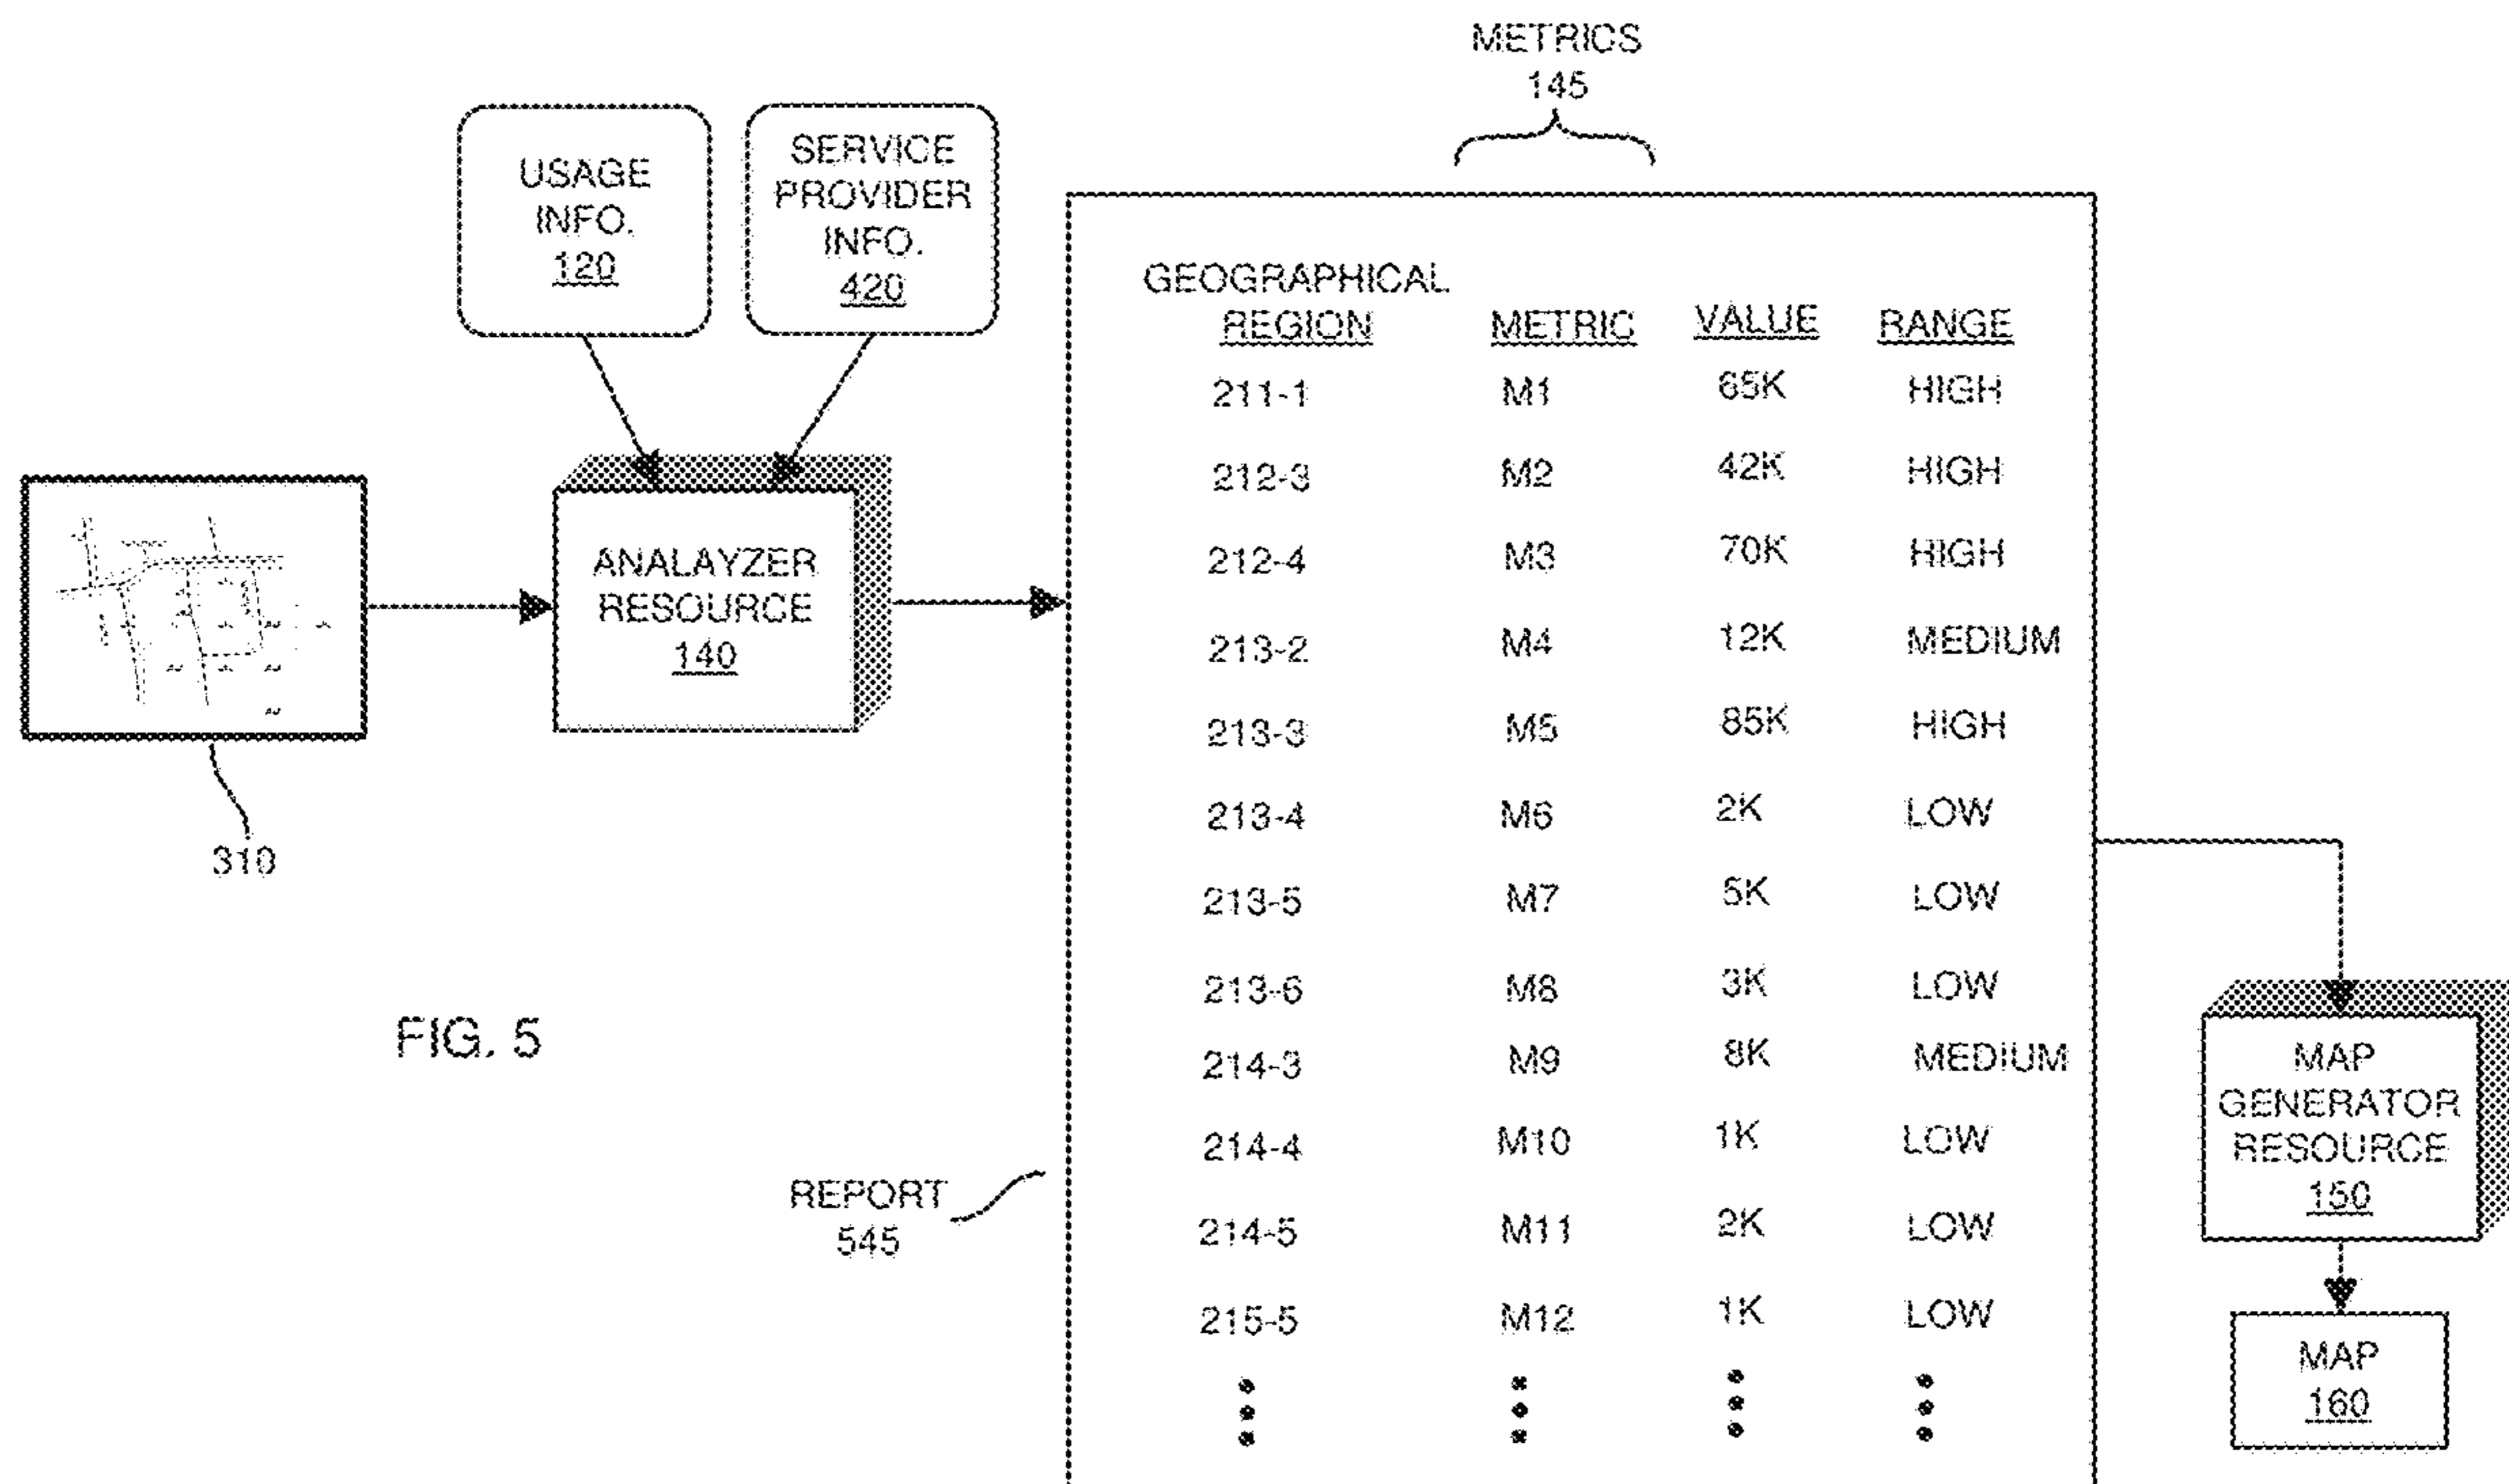 METRICS
145
USAGE
INFO.
120
SERVICE
PROVIDER
INFO.
420
ANALAYZER
RESOURCE
140
310
FIG. 5
REPORT
545
GEOGRAPHICAL
REGION METRIC VALUE RANGE
211-1 M1 65K HIGH
212-3 M2 42K HIGH
212-4 M3 70K HIGH
213-2 M4 12K MEDIUM
213-3 M5 85K HIGH
213-4 M6 2K LOW
213-5 M7 5K LOW
213-6 M8 3K LOW
214-3 M9 8K MEDIUM
214-4 M10 1K LOW
214-5 M11 2K LOW
215-5 M12 1K LOW
MAP
GENERATOR
RESOURCE
150
MAP
160